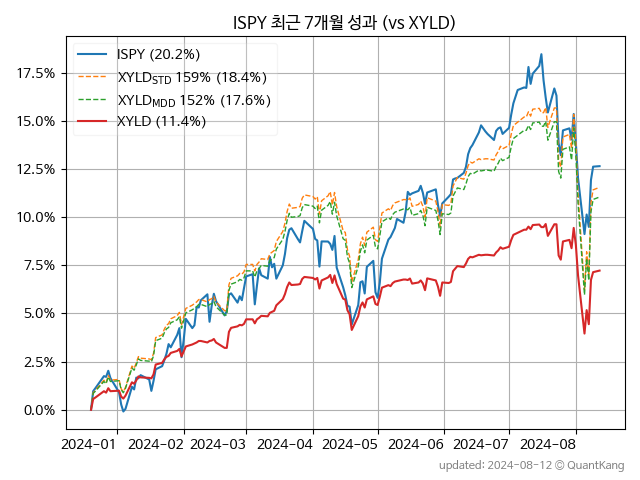 ISPY 최근 7개월 성과 (vs XYLD)
ISPY (20.2%)
XYLD_STD 159% (18.4%)
XYLD_MDD 152% (17.6%)
XYLD (11.4%)
17.5%
15.0%
12.5%
10.0%
7.5%
5.0%
2.5%
0.0%
2024-01 2024-02 2024-03 2024-04 2024-05 2024-06 2024-07 2024-08
updated: 2024-08-12 © QuantKang